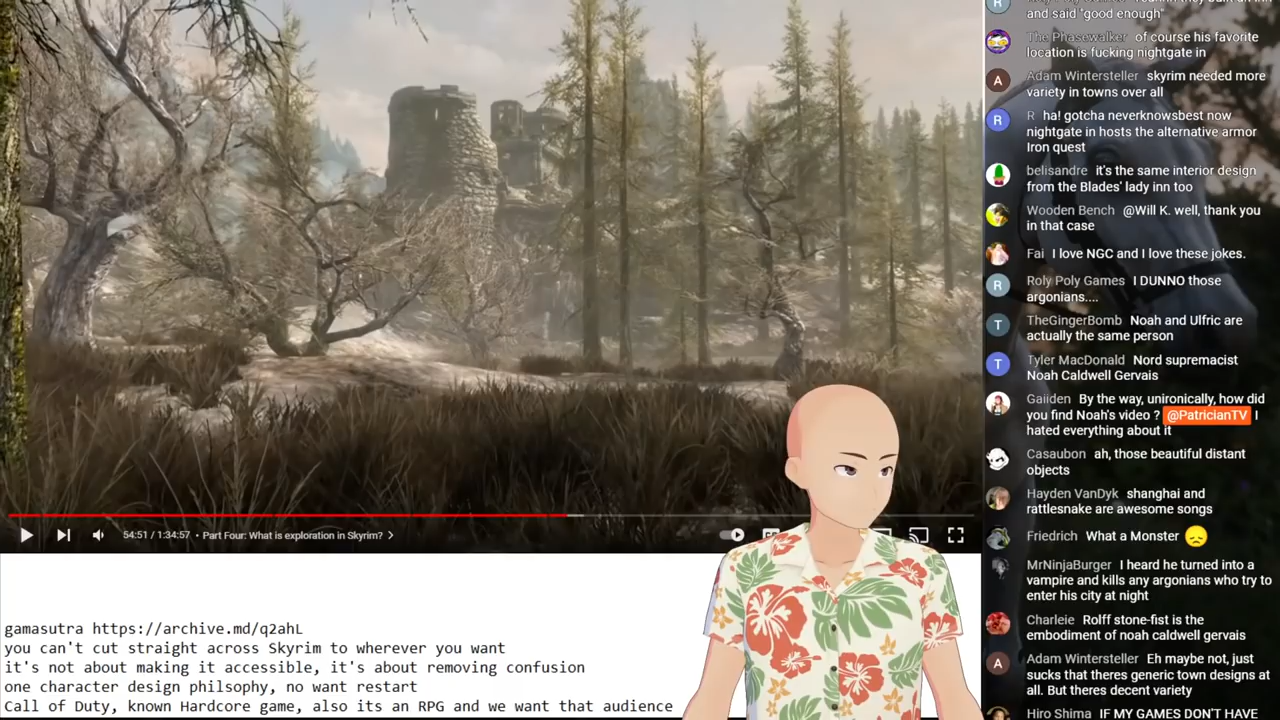 and said "good enough"
The Phasewalker of course his favorite
location is fucking nightgate in
Adam Wintersteller skyrim needed more
variety in towns over all
R
R ha! gotcha neverknowsbest now
nightgate in hosts the alternative armor
Iron quest
belisandre it's the same interior design
from the Blades' lady inn too
Wooden Bench @Will K. well, thank you
in that case
Fai I love NGC and I love these jokes.
R
Roly Poly Games I DUNNO those
argonians....
T
TheGingerBomb Noah and Ulfric are
actually the same person
T
Tyler MacDonald Nord supremacist
Noah Caldwell Gervais
Gaiiden By the way, unironically, how did
you find Noah's video ? @PatricianTV I
hated everything about it
Casaubon ah, those beautiful distant
objects
Hayden VanDyk shanghai and
rattlesnake are awesome songs
Friedrich What a Monster
MrNinjaBurger I heard he turned into a
vampire and kills any argonians who try to
enter his city at night
Charleie Rolff stone-fist is the
embodiment of noah caldwell gervais
A
Adam Wintersteller Eh maybe not, just
sucks that theres generic town designs at
all. But theres decent variety
Hiro Shima IF MY GAMES DON'T HAVE
54:51 / 1:34:57 • Part Four: What is exploration in Skyrim?
gamasutra https://archive.md/q2ahL
you can't cut straight across Skyrim to wherever you want
it's not about making it accessible, it's about removing confusion
one character design philsophy, no want restart
Call of Duty, known Hardcore game, also its an RPG and we want that audience